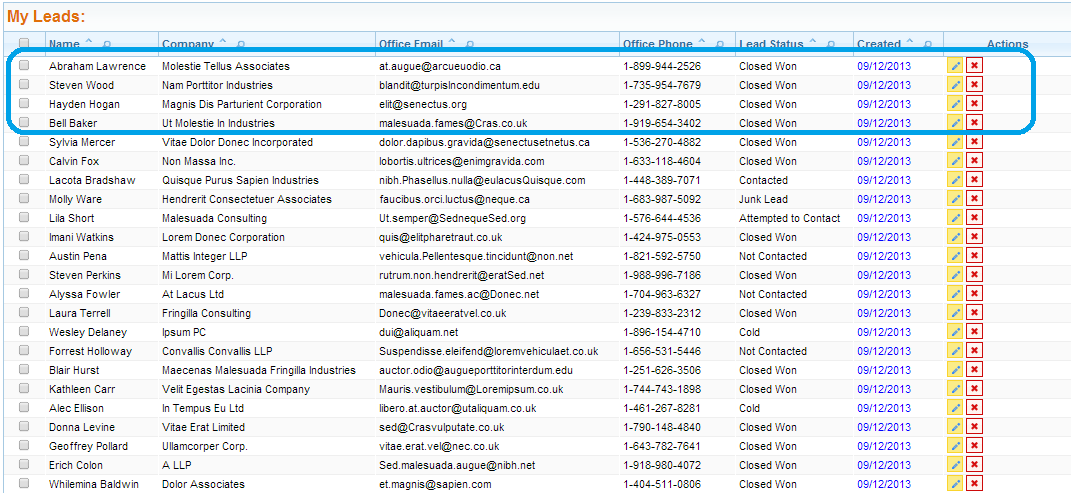 My Leads:
Name Company Office Email Office Phone Lead Status Created Actions
Abraham Lawrence Molestie Tellus Associates at.augue@arcueuodio.ca 1-899-944-2526 Closed Won 09/12/2013
Steven Wood Nam Porttitor Industries blandit@turpisIncondimentum.edu 1-735-954-7679 Closed Won 09/12/2013
Hayden Hogan Magnis Dis Parturient Corporation elit@senectus.org 1-291-827-8005 Closed Won 09/12/2013
Bell Baker Ut Molestie In Industries malesuada.fames@Cras.co.uk 1-919-654-3402 Closed Won 09/12/2013
Sylvia Mercer Vitae Dolor Donec Incorporated dolor.dapibus.gravida@senectusetnetus.ca 1-536-270-4882 Closed Won 09/12/2013
Calvin Fox Non Massa Inc. lobortis.ultrices@enimgravida.com 1-633-118-4604 Closed Won 09/12/2013
Lacota Bradshaw Quisque Purus Sapien Industries nibh.Phasellus.nulla@eulacusQuisque.com 1-448-389-7071 Contacted 09/12/2013
Molly Ware Hendrerit Consectetuer Associates faucibus.orci.luctus@neque.ca 1-683-987-5092 Junk Lead 09/12/2013
Lila Short Malesuada Consulting Ut.semper@SednequeSed.org 1-576-644-4536 Attempted to Contact 09/12/2013
Imani Watkins Lorem Donec Corporation quis@elitpharetraut.co.uk 1-424-975-0553 Closed Won 09/12/2013
Austin Pena Mattis Integer LLP vehicula.Pellentesque.tincidunt@non.net 1-821-592-5750 Not Contacted 09/12/2013
Steven Perkins Mi Lorem Corp. rutrum.non.hendrerit@eratSed.net 1-988-996-7186 Closed Won 09/12/2013
Alyssa Fowler At Lacus Ltd malesuada.fames.ac@Donec.net 1-704-963-6327 Not Contacted 09/12/2013
Laura Terrell Fringilla Consulting Donec@vitaeeratvel.co.uk 1-239-833-2312 Closed Won 09/12/2013
Wesley Delaney Ipsum PC dui@aliquam.net 1-896-154-4710 Cold 09/12/2013
Forrest Holloway Convallis Convallis LLP Suspendisse.eleifend@loremvehiculaet.co.uk 1-656-531-5446 Not Contacted 09/12/2013
Blair Hurst Maecenas Malesuada Fringilla Industries auctor.odio@augueporttitorinterdum.edu 1-251-626-3506 Closed Won 09/12/2013
Kathleen Carr Velit Egestas Lacinia Company Mauris.vestibulum@Loremipsum.co.uk 1-744-743-1898 Closed Won 09/12/2013
Alec Ellison In Tempus Eu Ltd libero.at.auctor@utaliquam.co.uk 1-461-267-8281 Cold 09/12/2013
Donna Levine Vitae Erat Limited sed@Crasvulputate.co.uk 1-790-148-4840 Closed Won 09/12/2013
Geoffrey Pollard Ullamcorper Corp. vitae.erat.vel@nec.co.uk 1-643-782-7641 Closed Won 09/12/2013
Erich Colon A LLP Sed.malesuada.augue@nibh.net 1-918-980-4072 Closed Won 09/12/2013
Whilemina Baldwin Dolor Associates et.magnis@sapien.com 1-404-511-0806 Closed Won 09/12/2013